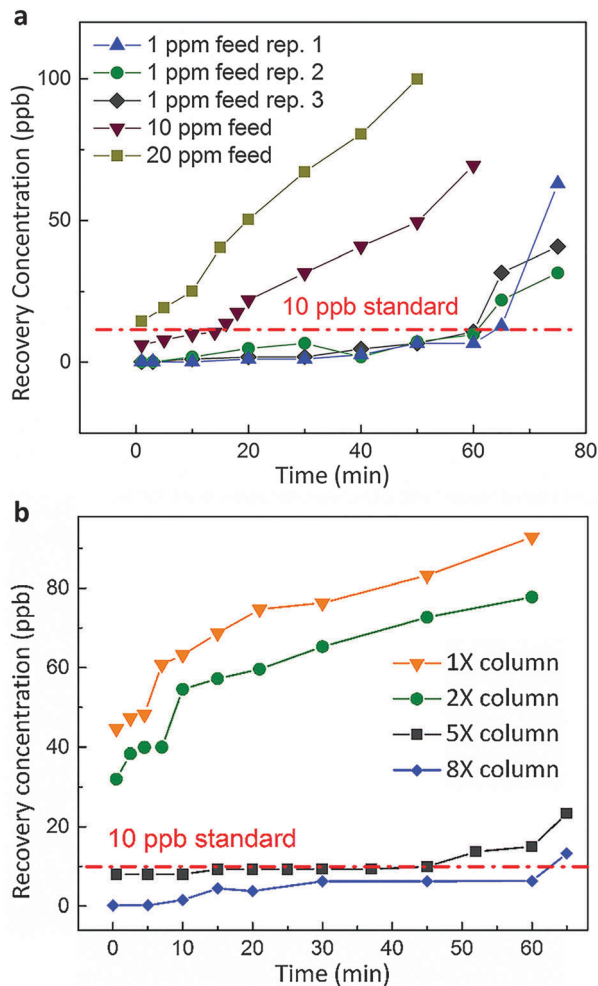 a
Recovery Concentration (ppb)
100
50
0
1 ppm feed rep. 1
1 ppm feed rep. 2
1 ppm feed rep. 3
10 ppm feed
20 ppm feed
10 ppb standard
0 20 40 60 80
Time (min)
b
Recovery concentration (ppb)
80
60
40
20
0
1X column
2X column
5X column
8X column
10 ppb standard
0 10 20 30 40 50 60
Time (min)